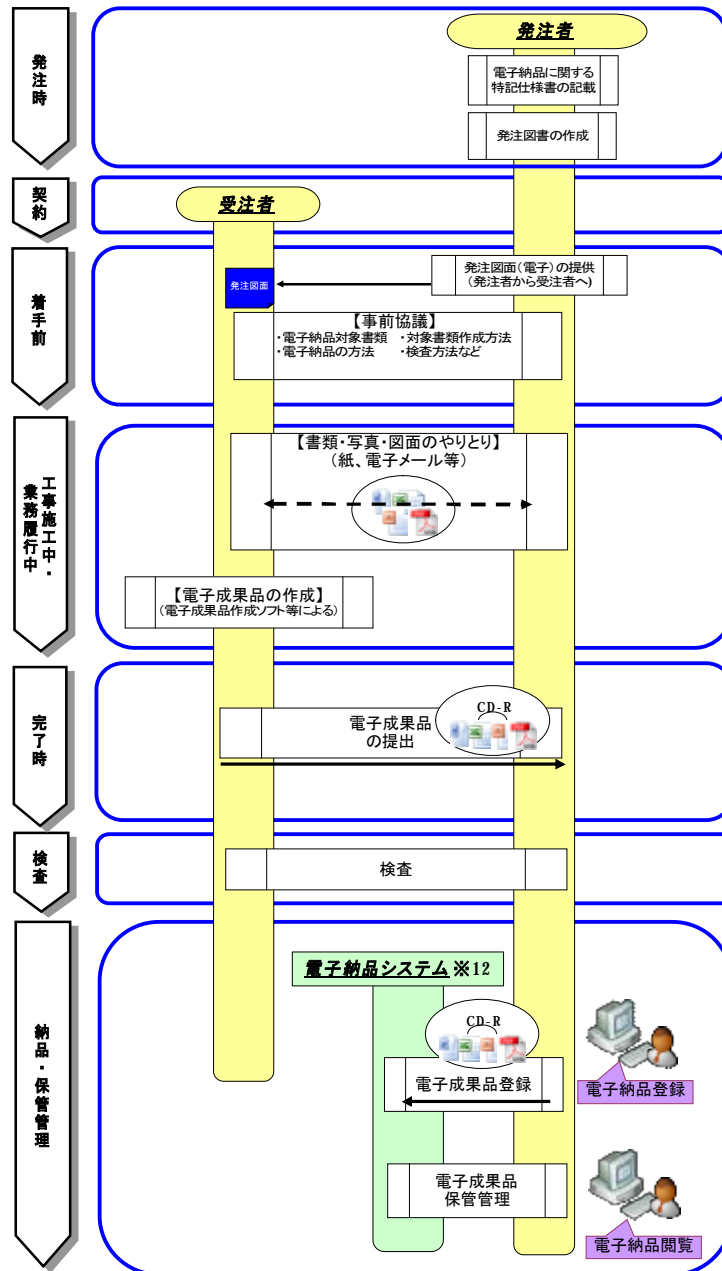 発注者
発注時
電子納品に関する
特記仕様書の記載
発注図書の作成
契約
受注者
着手前
発注図面
発注図面(電子)の提供
(発注者から受注者へ)
【事前協議】
・電子納品対象書類 ・対象書類作成方法
・電子納品の方法 ・検査方法など
工事施工中・
業務履行中
【書類・写真・図面のやりとり】
(紙、電子メール等)
【電子成果品の作成】
(電子成果品作成ソフト等による)
完了時
CD-R
電子成果品
の提出
検査
検査
納品・保管管理
電子納品システム※12
CD-R
電子成果品登録
電子納品登録
電子成果品
保管管理
電子納品閲覧